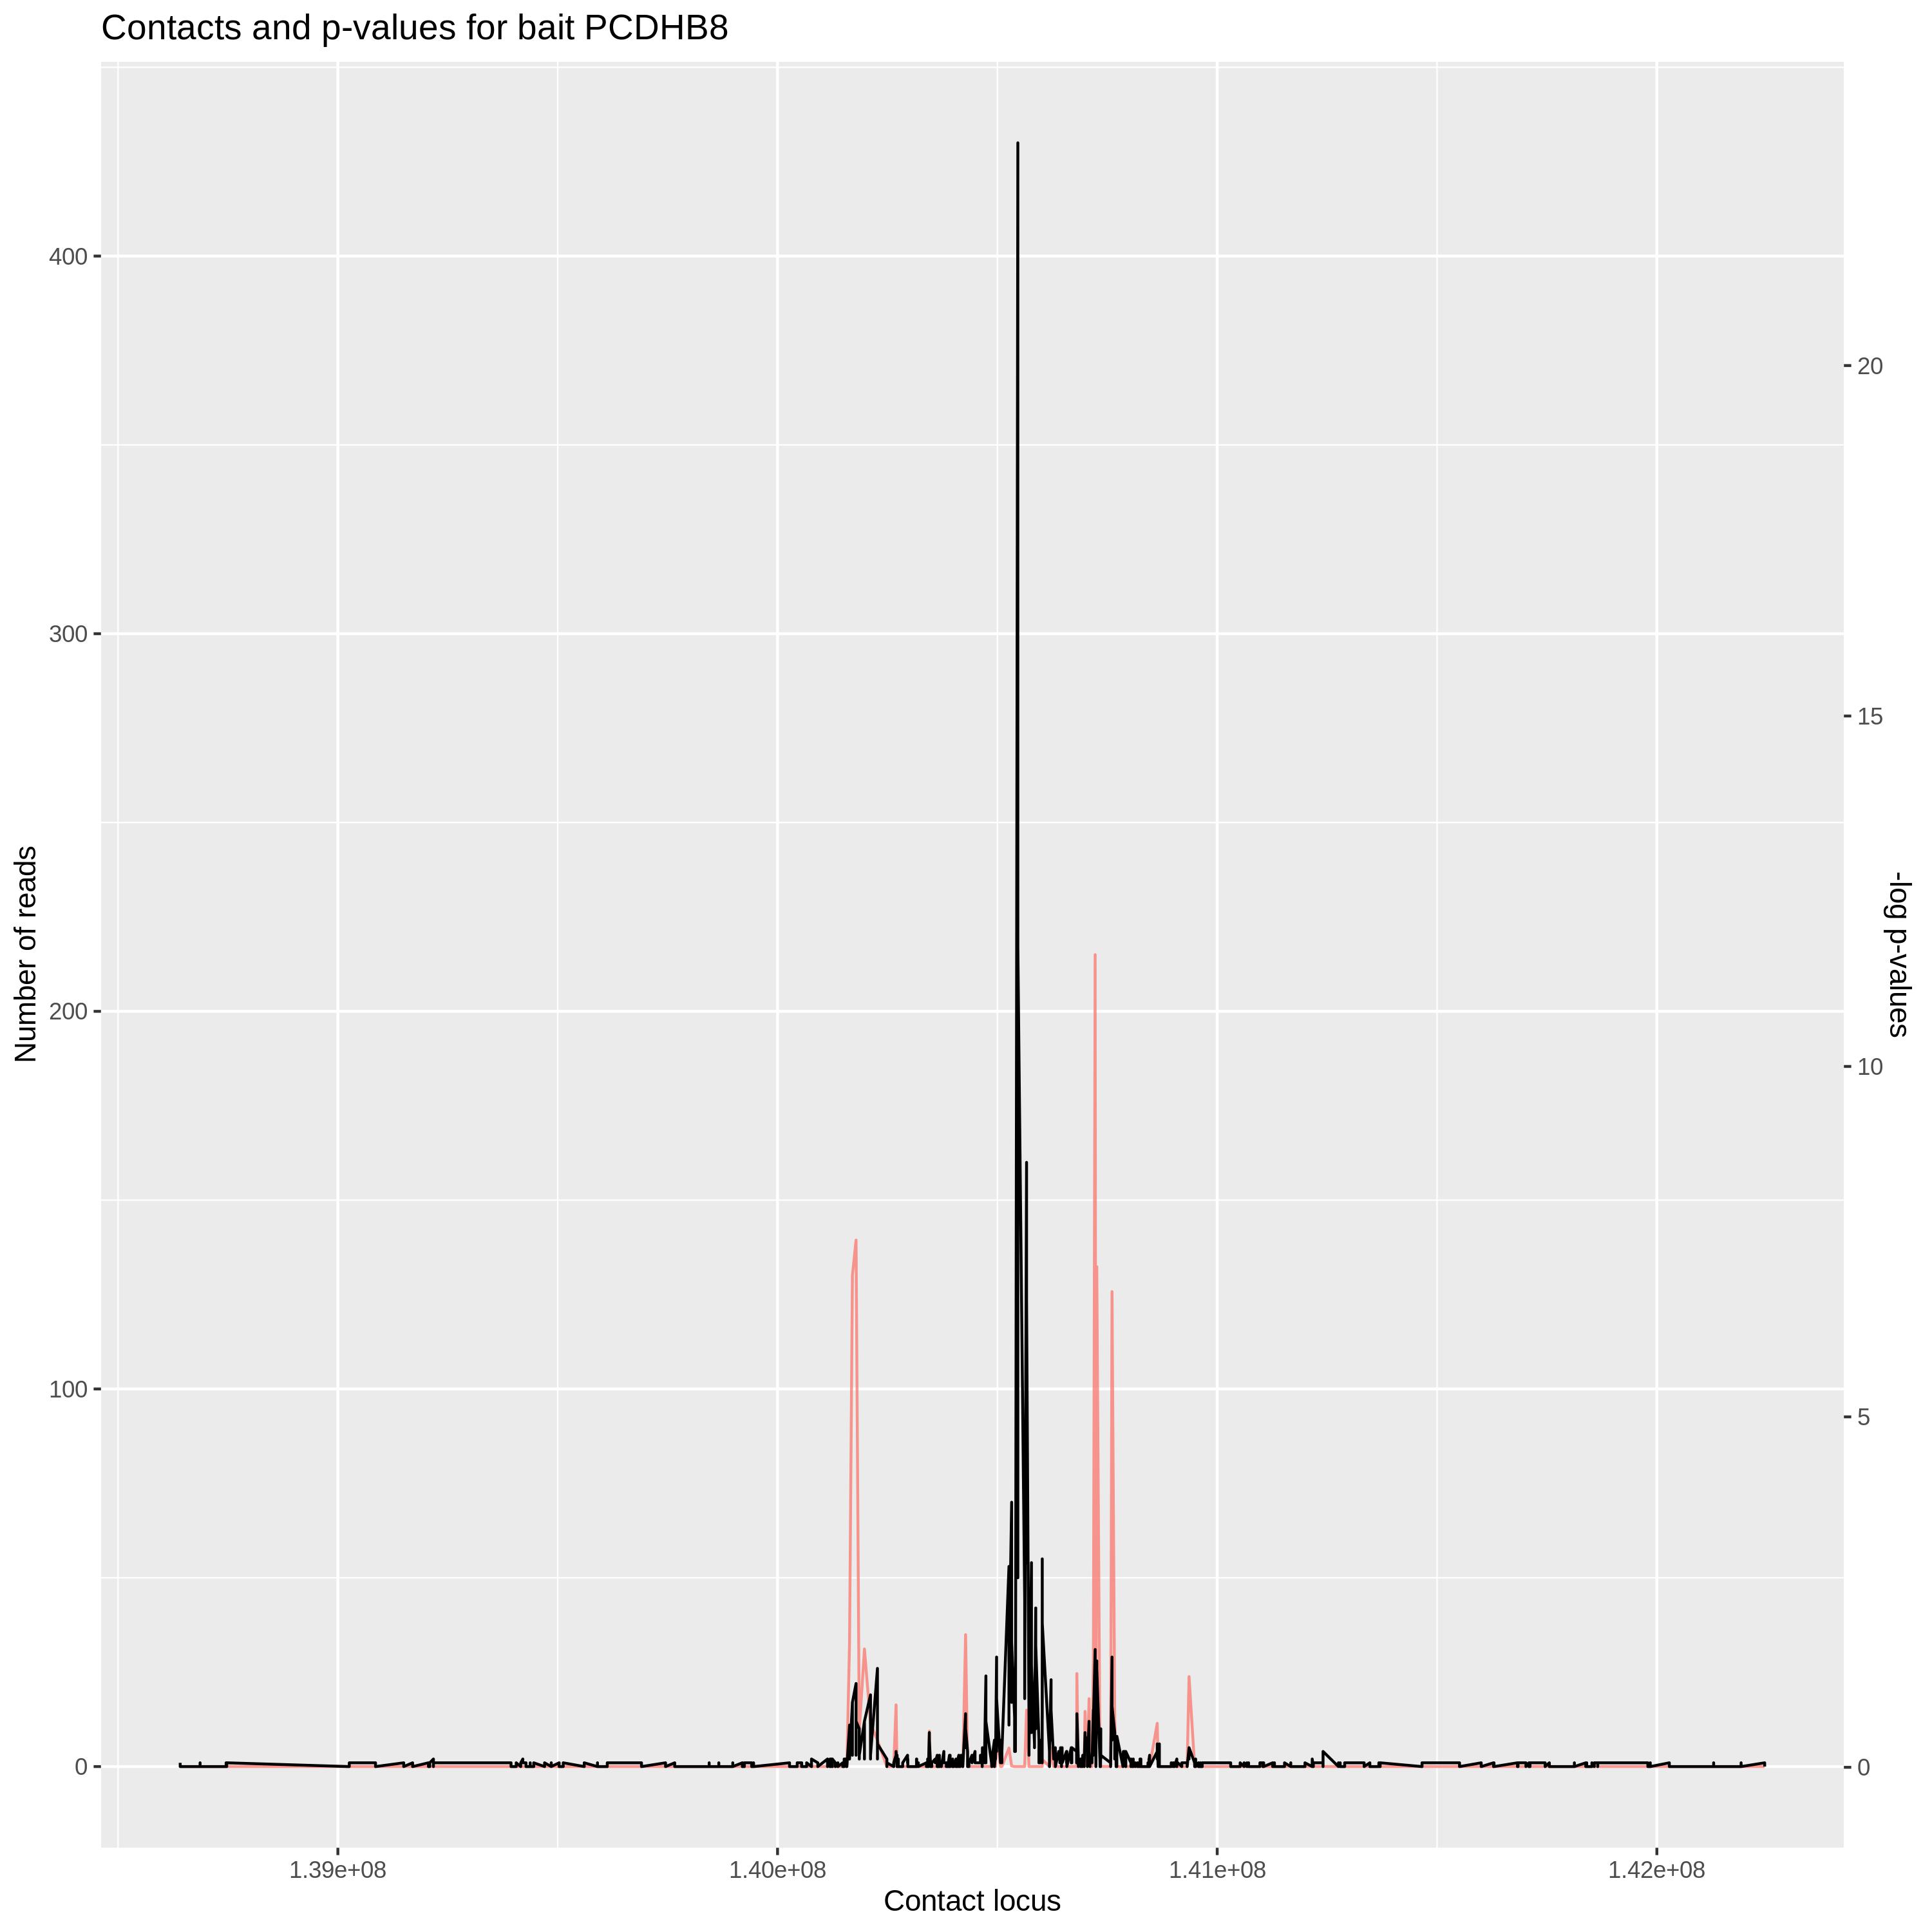 Contacts and p-values for bait PCDHB8
400
300
200
100
0
Number of reads
20
15
10
5
0
-log p-values
1.39e+08
1.40e+08
1.41e+08
1.42e+08
Contact locus